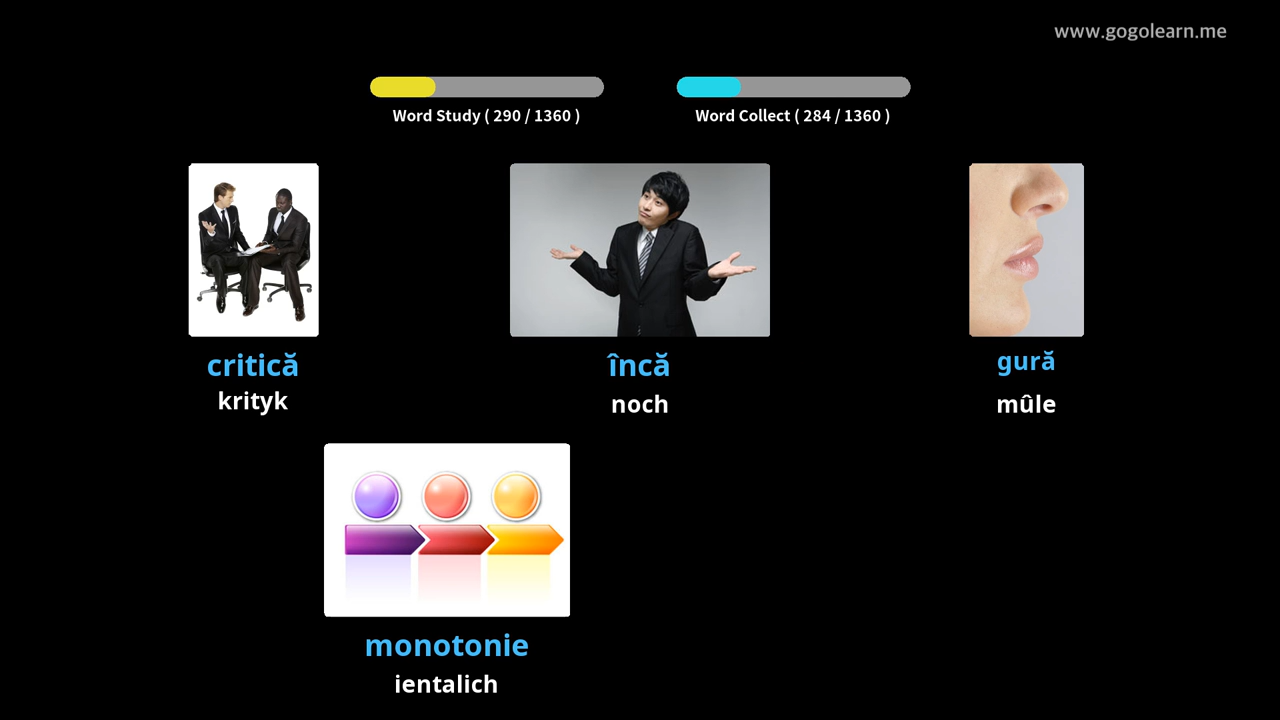 www.gogolearn.me
Word Study ( 290 / 1360 )
Word Collect ( 284 / 1360 )
critică
krityk
încă
noch
gură
mûle
monotonie
ientalich